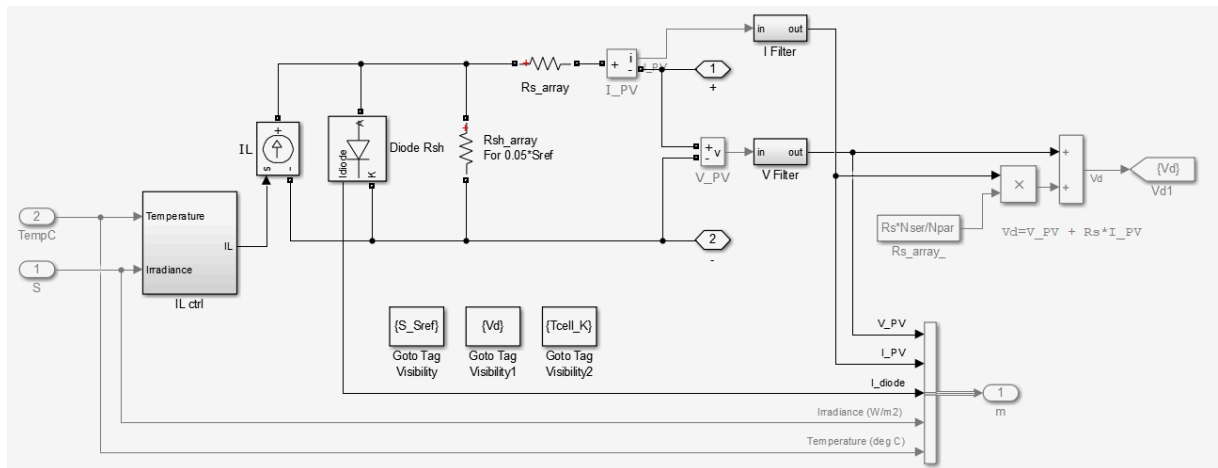 in out
I Filter
1
+
+ i
-
I_PV
I_PV
Rs_array
IL
+
s
-
A
Idiode
K
Diode Rsh
Rsh_array
For 0.05*Sref
+
- v
V_PV
in out
V Filter
+
+
Vd
{Vd}
Vd1
×
Rs*Nser/Npar
Rs_array_
Vd=V_PV + Rs*I_PV
2
TempC
1
S
Temperature
IL
Irradiance
IL ctrl
2
-
{S_Sref}
Goto Tag
Visibility
{Vd}
Goto Tag
Visibility1
{Tcell_K}
Goto Tag
Visibility2
V_PV
I_PV
I_diode
Irradiance (W/m2)
Temperature (deg C)
1
m